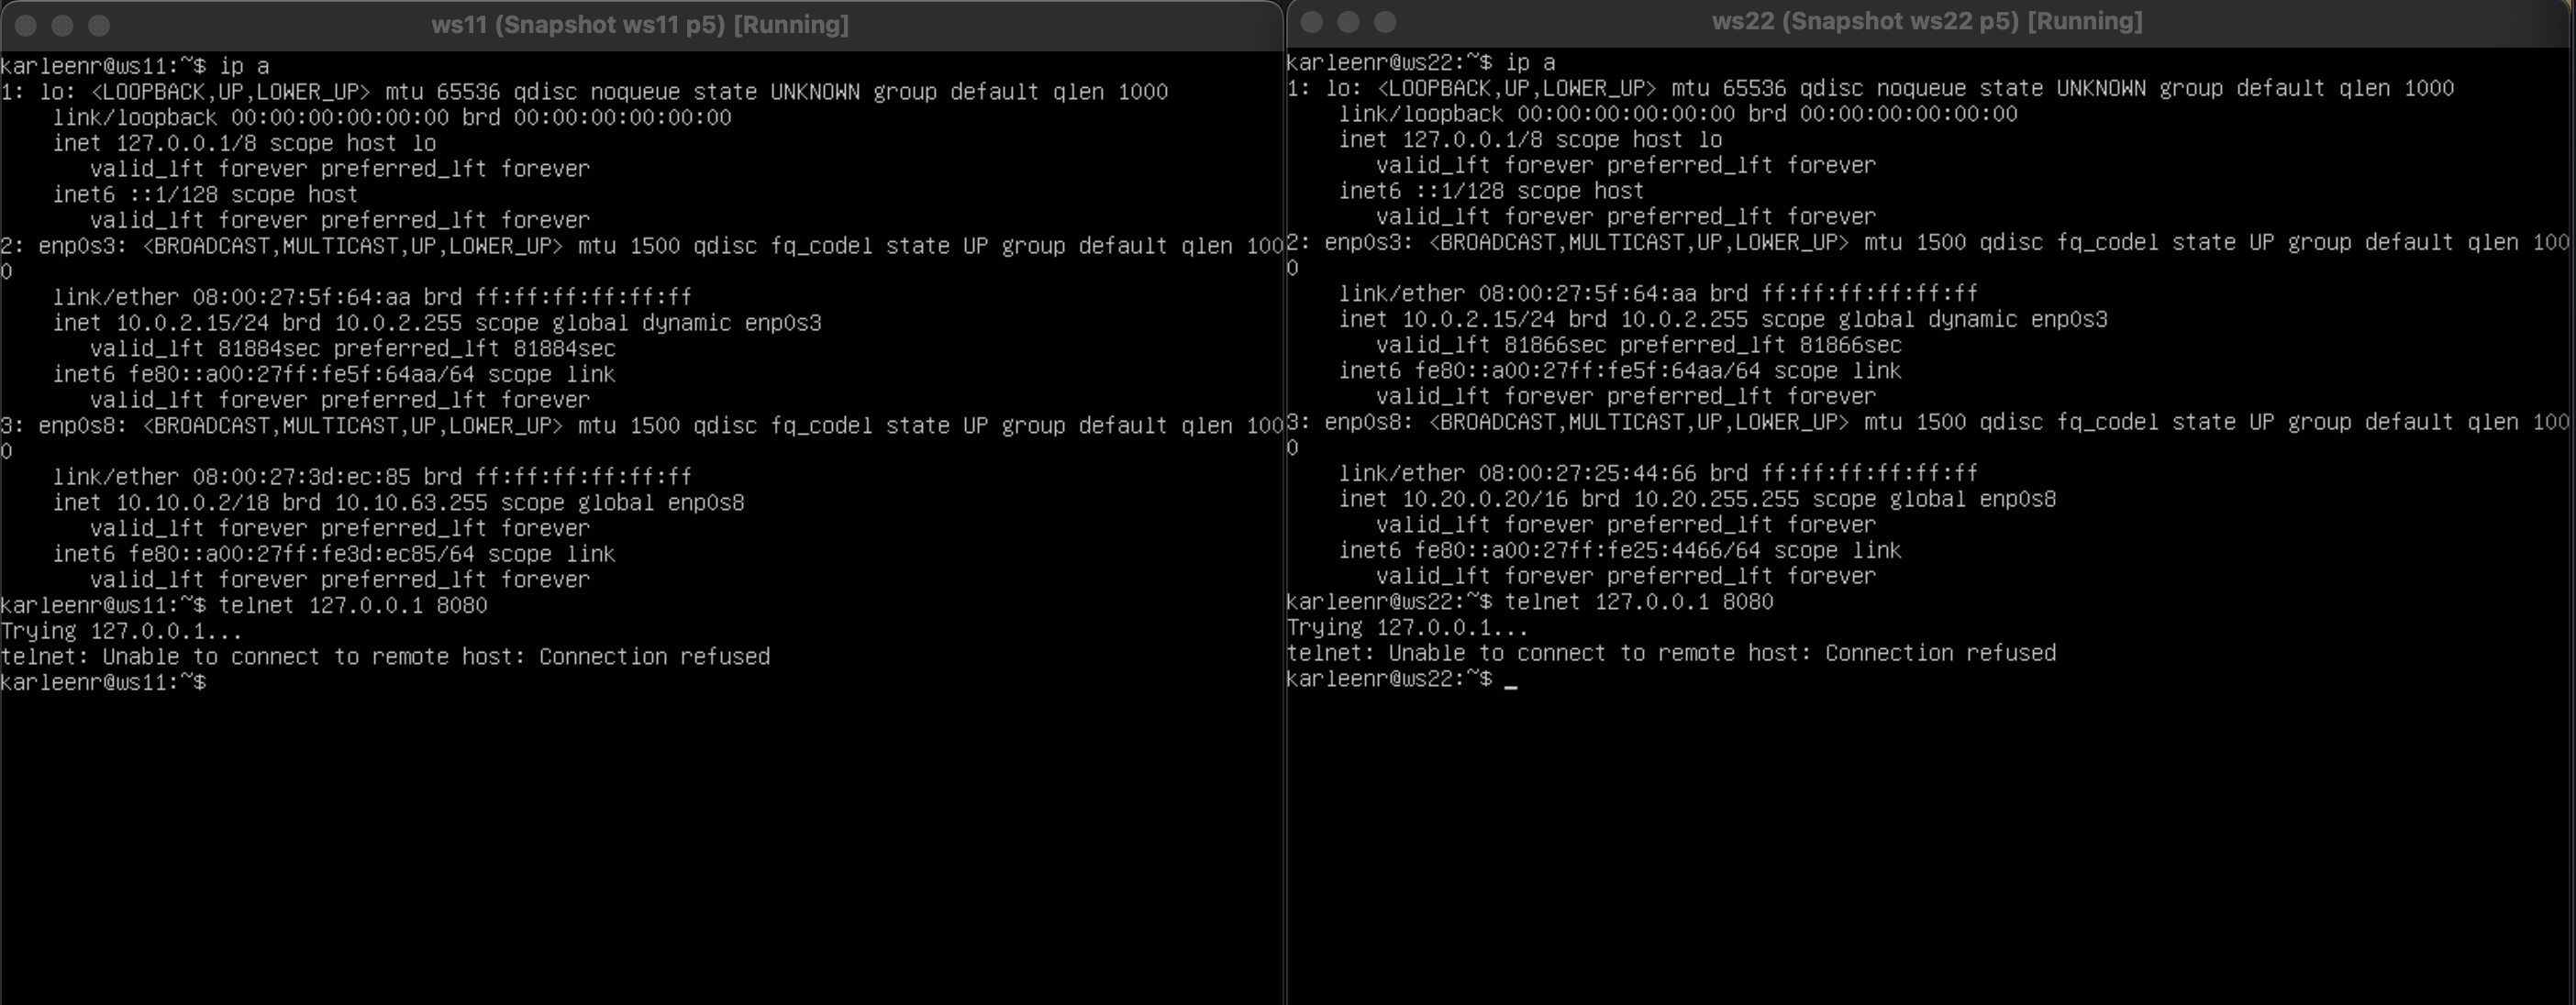 ws11 (Snapshot ws11 p5) [Running]
karleenr@ws11:~$ ip a
1: lo: <LOOPBACK,UP,LOWER_UP> mtu 65536 qdisc noqueue state UNKNOWN group default qlen 1000
    link/loopback 00:00:00:00:00:00 brd 00:00:00:00:00:00
    inet 127.0.0.1/8 scope host lo
       valid_lft forever preferred_lft forever
    inet6 ::1/128 scope host
       valid_lft forever preferred_lft forever
2: enp0s3: <BROADCAST,MULTICAST,UP,LOWER_UP> mtu 1500 qdisc fq_codel state UP group default qlen 100
0
    link/ether 08:00:27:5f:64:aa brd ff:ff:ff:ff:ff:ff
    inet 10.0.2.15/24 brd 10.0.2.255 scope global dynamic enp0s3
       valid_lft 81884sec preferred_lft 81884sec
    inet6 fe80::a00:27ff:fe5f:64aa/64 scope link
       valid_lft forever preferred_lft forever
3: enp0s8: <BROADCAST,MULTICAST,UP,LOWER_UP> mtu 1500 qdisc fq_codel state UP group default qlen 100
0
    link/ether 08:00:27:3d:ec:85 brd ff:ff:ff:ff:ff:ff
    inet 10.10.0.2/18 brd 10.10.63.255 scope global enp0s8
       valid_lft forever preferred_lft forever
    inet6 fe80::a00:27ff:fe3d:ec85/64 scope link
       valid_lft forever preferred_lft forever
karleenr@ws11:~$ telnet 127.0.0.1 8080
Trying 127.0.0.1...
telnet: Unable to connect to remote host: Connection refused
karleenr@ws11:~$
ws22 (Snapshot ws22 p5) [Running]
karleenr@ws22:~$ ip a
1: lo: <LOOPBACK,UP,LOWER_UP> mtu 65536 qdisc noqueue state UNKNOWN group default qlen 1000
    link/loopback 00:00:00:00:00:00 brd 00:00:00:00:00:00
    inet 127.0.0.1/8 scope host lo
       valid_lft forever preferred_lft forever
    inet6 ::1/128 scope host
       valid_lft forever preferred_lft forever
2: enp0s3: <BROADCAST,MULTICAST,UP,LOWER_UP> mtu 1500 qdisc fq_codel state UP group default qlen 100
0
    link/ether 08:00:27:5f:64:aa brd ff:ff:ff:ff:ff:ff
    inet 10.0.2.15/24 brd 10.0.2.255 scope global dynamic enp0s3
       valid_lft 81866sec preferred_lft 81866sec
    inet6 fe80::a00:27ff:fe5f:64aa/64 scope link
       valid_lft forever preferred_lft forever
3: enp0s8: <BROADCAST,MULTICAST,UP,LOWER_UP> mtu 1500 qdisc fq_codel state UP group default qlen 100
0
    link/ether 08:00:27:25:44:66 brd ff:ff:ff:ff:ff:ff
    inet 10.20.0.20/16 brd 10.20.255.255 scope global enp0s8
       valid_lft forever preferred_lft forever
    inet6 fe80::a00:27ff:fe25:4466/64 scope link
       valid_lft forever preferred_lft forever
karleenr@ws22:~$ telnet 127.0.0.1 8080
Trying 127.0.0.1...
telnet: Unable to connect to remote host: Connection refused
karleenr@ws22:~$ _